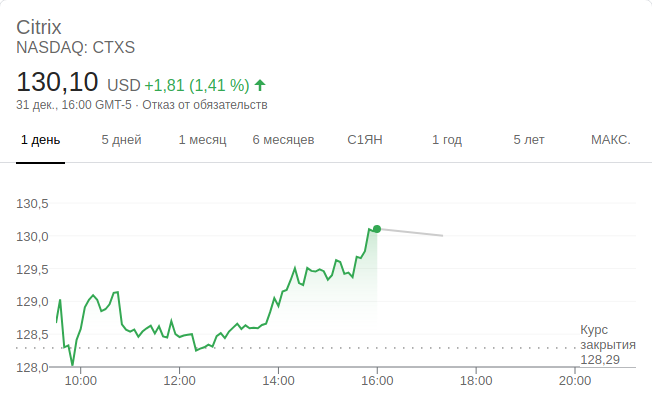 Citrix
NASDAQ: CTXS
130,10 USD +1,81 (1,41 %)
31 дек., 16:00 GMT-5 · Отказ от обязательств
1 день 5 дней 1 месяц 6 месяцев С1ЯН 1 год 5 лет МАКС.
130,5
130,0
129,5
129,0
128,5
128,0
Курс
закрытия
128,29
10:00 12:00 14:00 16:00 18:00 20:00